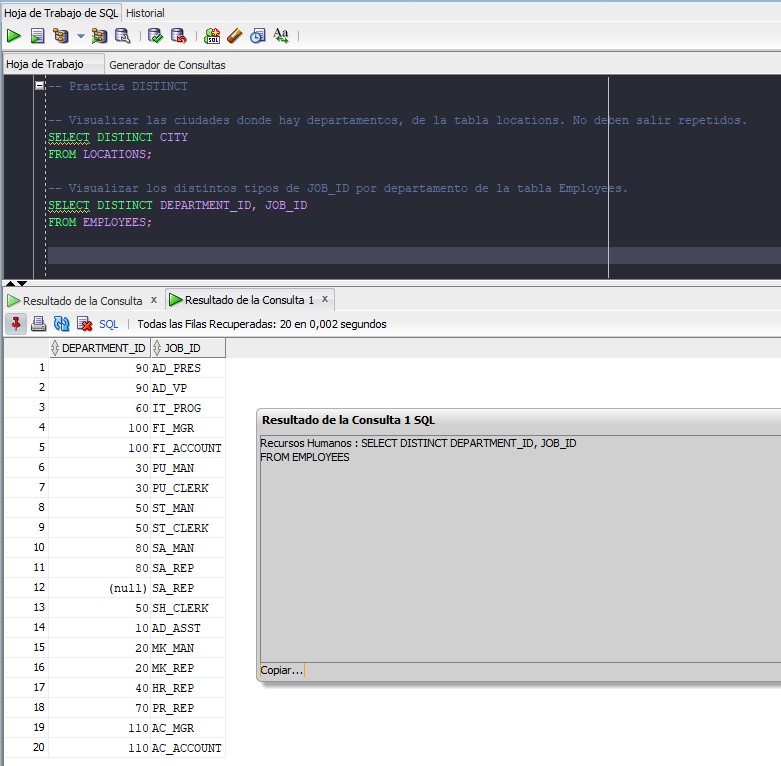 Hoja de Trabajo de SQL Historial
Hoja de Trabajo Generador de Consultas
-- Practica DISTINCT
-- Visualizar las ciudades donde hay departamentos, de la tabla locations. No deben salir repetidos.
SELECT DISTINCT CITY
FROM LOCATIONS;
-- Visualizar los distintos tipos de JOB_ID por departamento de la tabla Employees.
SELECT DISTINCT DEPARTMENT_ID, JOB_ID
FROM EMPLOYEES;
Resultado de la Consulta x Resultado de la Consulta 1 x
SQL | Todas las Filas Recuperadas: 20 en 0,002 segundos
DEPARTMENT_ID JOB_ID
1 90 AD_PRES
2 90 AD_VP
3 60 IT_PROG
4 100 FI_MGR
5 100 FI_ACCOUNT
6 30 PU_MAN
7 30 PU_CLERK
8 50 ST_MAN
9 50 ST_CLERK
10 80 SA_MAN
11 80 SA_REP
12 (null) SA_REP
13 50 SH_CLERK
14 10 AD_ASST
15 20 MK_MAN
16 20 MK_REP
17 40 HR_REP
18 70 PR_REP
19 110 AC_MGR
20 110 AC_ACCOUNT
Resultado de la Consulta 1 SQL
Recursos Humanos : SELECT DISTINCT DEPARTMENT_ID, JOB_ID
FROM EMPLOYEES
Copiar...